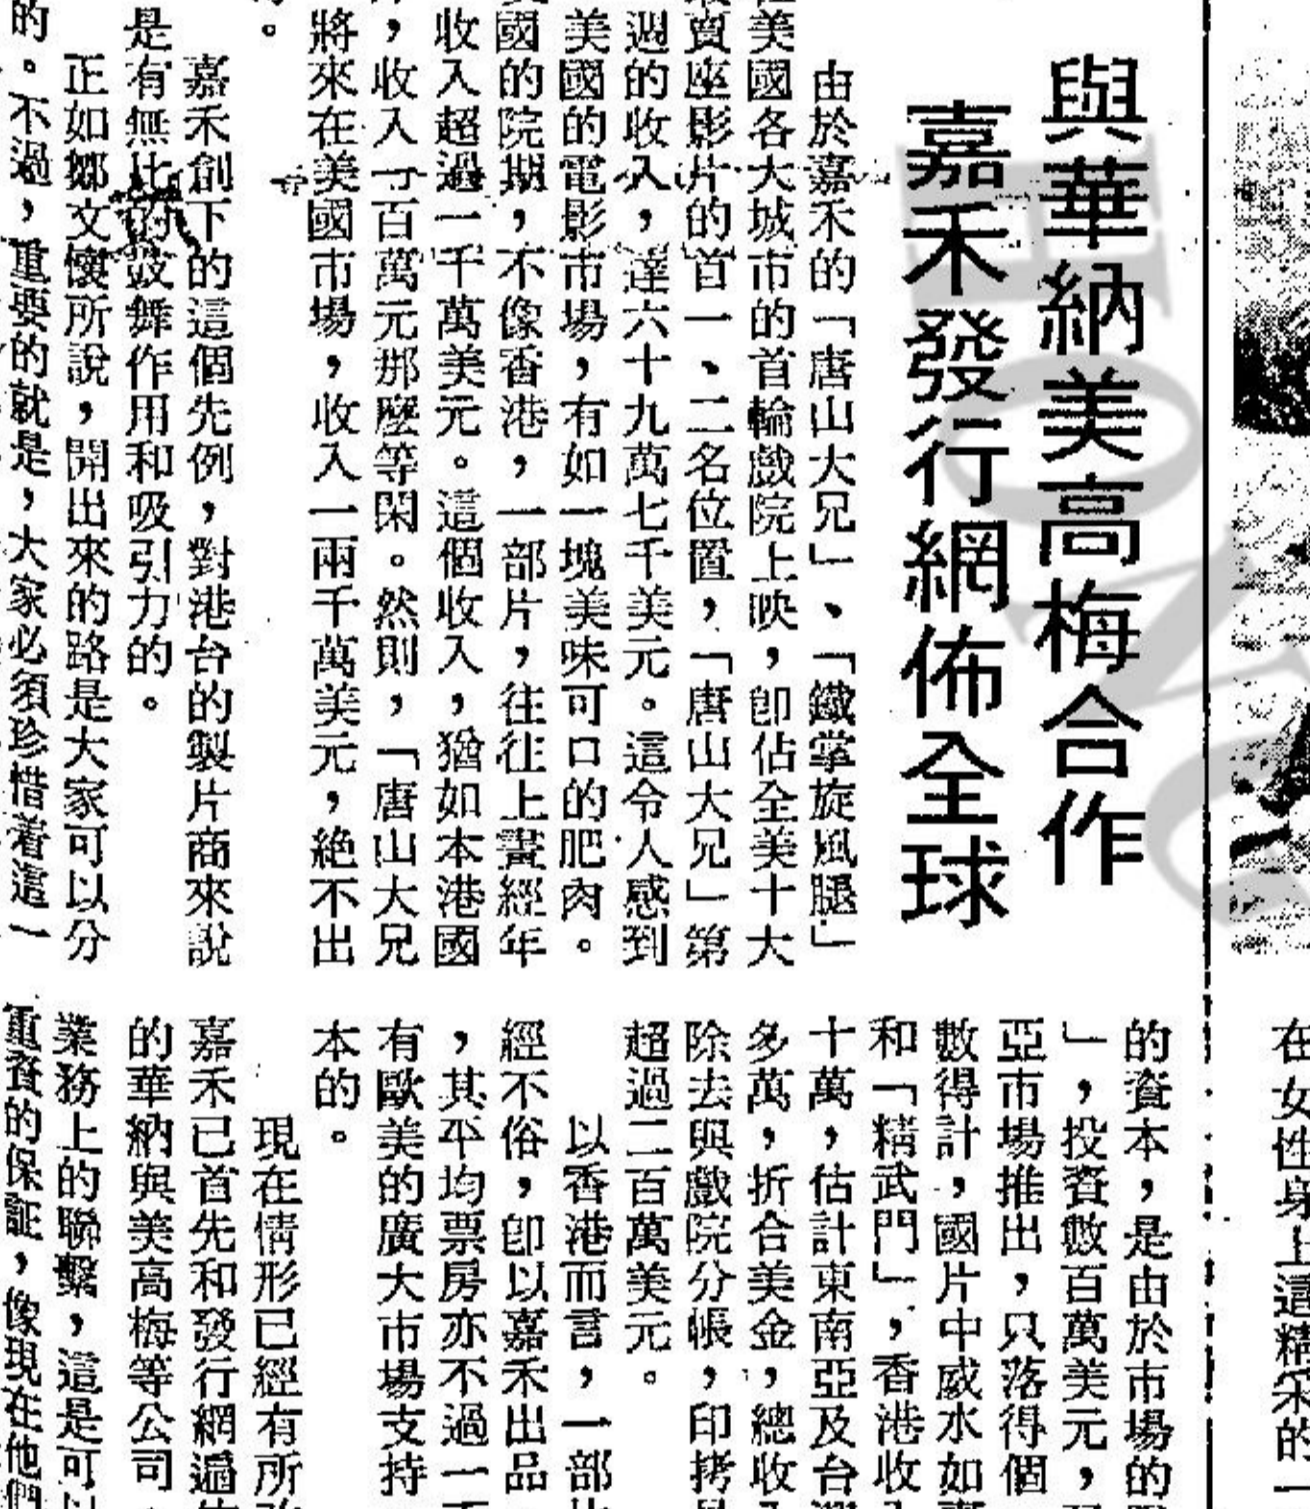 與華納美高梅合作
嘉禾發行網佈全球
由於嘉禾的「唐山大兄」、「鐵掌旋風腿」
美國各大城市的首輪戲院上映，即佔全美十大
賣座影片的首一、二名位置，「唐山大兄」第
週的收入，達六十九萬七千美元。這令人感到
美國的電影市場，有如一塊美味可口的肥肉。
國的院期，不像香港，一部片，往往上畫經年
收入超過一千萬美元。這個收入，猶如本港國
，收入一百萬元那麼等閑。然則，「唐山大兄
將來在美國市場，收入一兩千萬美元，絕不出
。
嘉禾創下的這個先例，對港台的製片商來說
是有無比的鼓舞作用和吸引力的。
正如鄒文懷所說，開出來的路是大家可以分
的。不過，重要的就是，大家必須珍惜着這一
在女性身上這精采的一
的資本，是由於市場的
」，投資數百萬美元，
亞市場推出，只落得個
數得計，國片中威水如
和「精武門」，香港收
十萬，估計東南亞及台
多萬，折合美金，總收
除去與戲院分帳，印拷
超過二百萬美元。
以香港而言，一部
經不俗，即以嘉禾出品
，其平均票房亦不過一
有歐美的廣大市場支持
本的。
現在情形已經有所
嘉禾已首先和發行網遍
的華納與美高梅等公司
業務上的聯繫，這是可
重資的保証，像現在他們